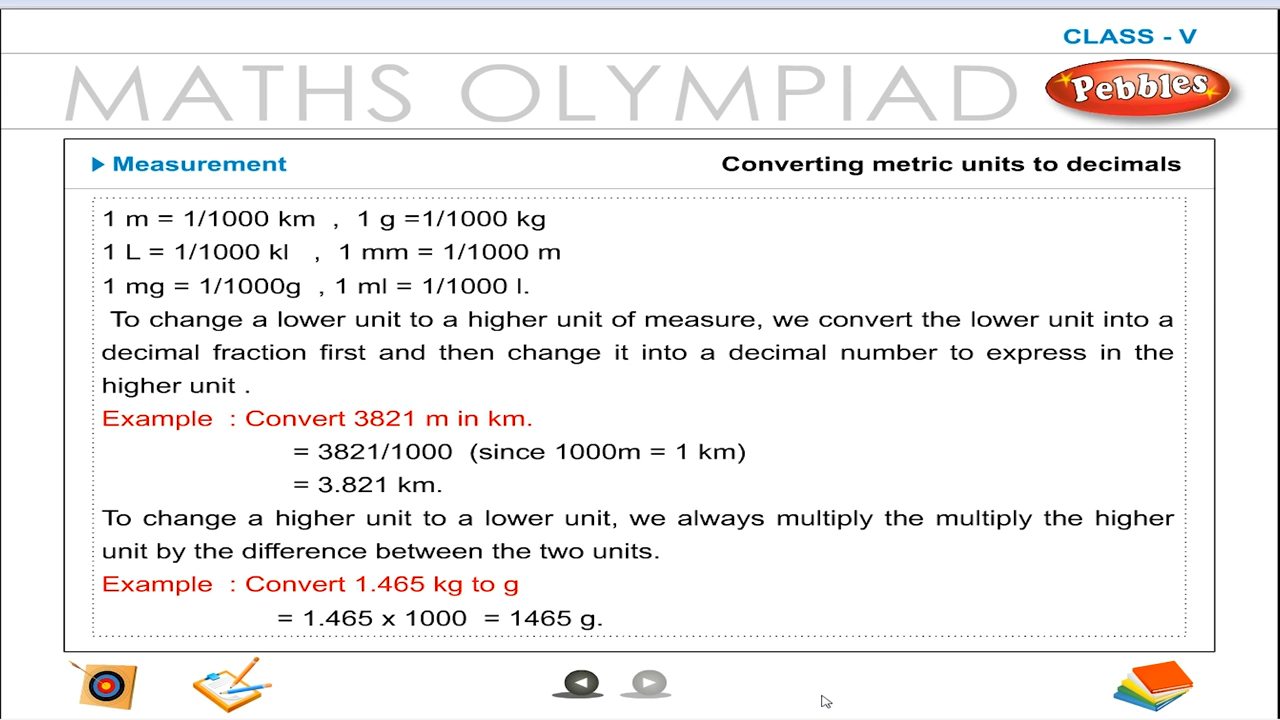 CLASS - V
MATHS OLYMPIAD
Pebbles
Measurement
Converting metric units to decimals
1 m = 1/1000 km , 1 g =1/1000 kg
1 L = 1/1000 kl , 1 mm = 1/1000 m
1 mg = 1/1000g , 1 ml = 1/1000 l.
To change a lower unit to a higher unit of measure, we convert the lower unit into a
decimal fraction first and then change it into a decimal number to express in the
higher unit .
Example : Convert 3821 m in km.
= 3821/1000 (since 1000m = 1 km)
= 3.821 km.
To change a higher unit to a lower unit, we always multiply the multiply the higher
unit by the difference between the two units.
Example : Convert 1.465 kg to g
= 1.465 x 1000 = 1465 g.